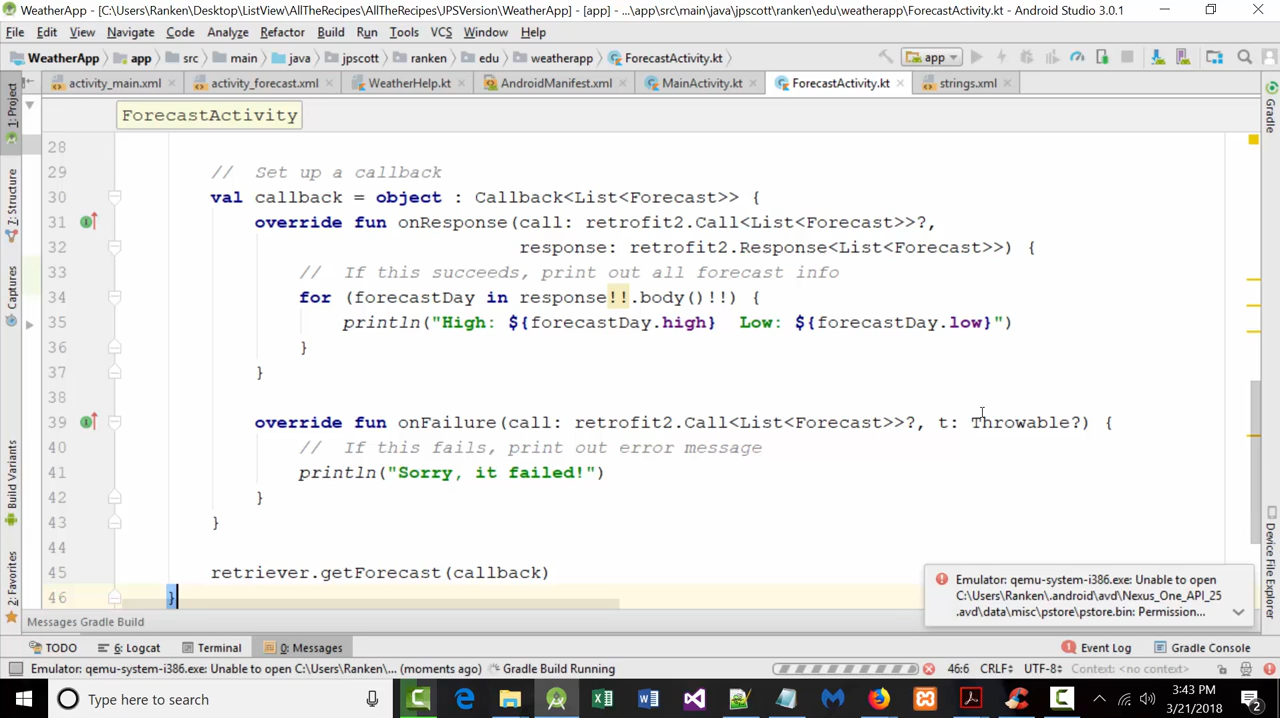 WeatherApp - [C:\Users\Ranken\Desktop\ListView\AllTheRecipes\AllTheRecipes\JPSVersion\WeatherApp] - [app] - ...\app\src\main\java\jpscott\ranken\edu\weatherapp\ForecastActivity.kt - Android Studio 3.0.1
File Edit View Navigate Code Analyze Refactor Build Run Tools VCS Window Help
WeatherApp app src main java jpscott ranken edu weatherapp ForecastActivity.kt app
activity_main.xml activity_forecast.xml WeatherHelp.kt AndroidManifest.xml MainActivity.kt ForecastActivity.kt strings.xml
1: Project
7: Structure
Captures
Build Variants
2: Favorites
Gradle
Device File Explorer
ForecastActivity
28
29 // Set up a callback
30 val callback = object : Callback<List<Forecast>> {
31 override fun onResponse(call: retrofit2.Call<List<Forecast>>?,
32 response: retrofit2.Response<List<Forecast>>) {
33 // If this succeeds, print out all forecast info
34 for (forecastDay in response!!.body()!!) {
35 println("High: ${forecastDay.high}  Low: ${forecastDay.low}")
36 }
37 }
38
39 override fun onFailure(call: retrofit2.Call<List<Forecast>>?, t: Throwable?) {
40 // If this fails, print out error message
41 println("Sorry, it failed!")
42 }
43 }
44
45 retriever.getForecast(callback)
46 }
Emulator: qemu-system-i386.exe: Unable to open
C:\Users\Ranken\.android\avd\Nexus_One_API_25
.avd\data\misc\pstore\pstore.bin: Permission...
Messages Gradle Build
TODO 6: Logcat Terminal 0: Messages Event Log Gradle Console
Emulator: qemu-system-i386.exe: Unable to open C:\Users\Ranken\... (moments ago) Gradle Build Running 46:6 CRLF UTF-8 Context: <no context>
Type here to search
3:43 PM
3/21/2018
2